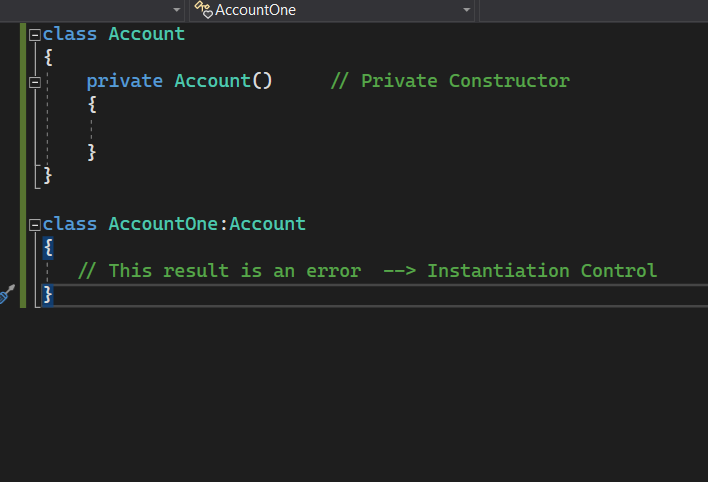 AccountOne
class Account
{
private Account() // Private Constructor
{
}
}
class AccountOne:Account
{
// This result is an error --> Instantiation Control
}